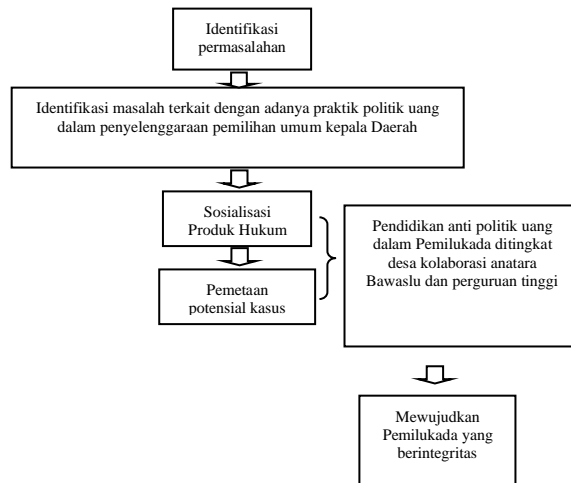 Identifikasi
permasalahan
Identifikasi masalah terkait dengan adanya praktik politik uang
dalam penyelenggaraan pemilihan umum kepala Daerah
Sosialisasi
Produk Hukum
Pemetaan
potensial kasus
Pendidikan anti politik uang
dalam Pemilukada ditingkat
desa kolaborasi anatara
Bawaslu dan perguruan tinggi
Mewujudkan
Pemilukada yang
berintegritas